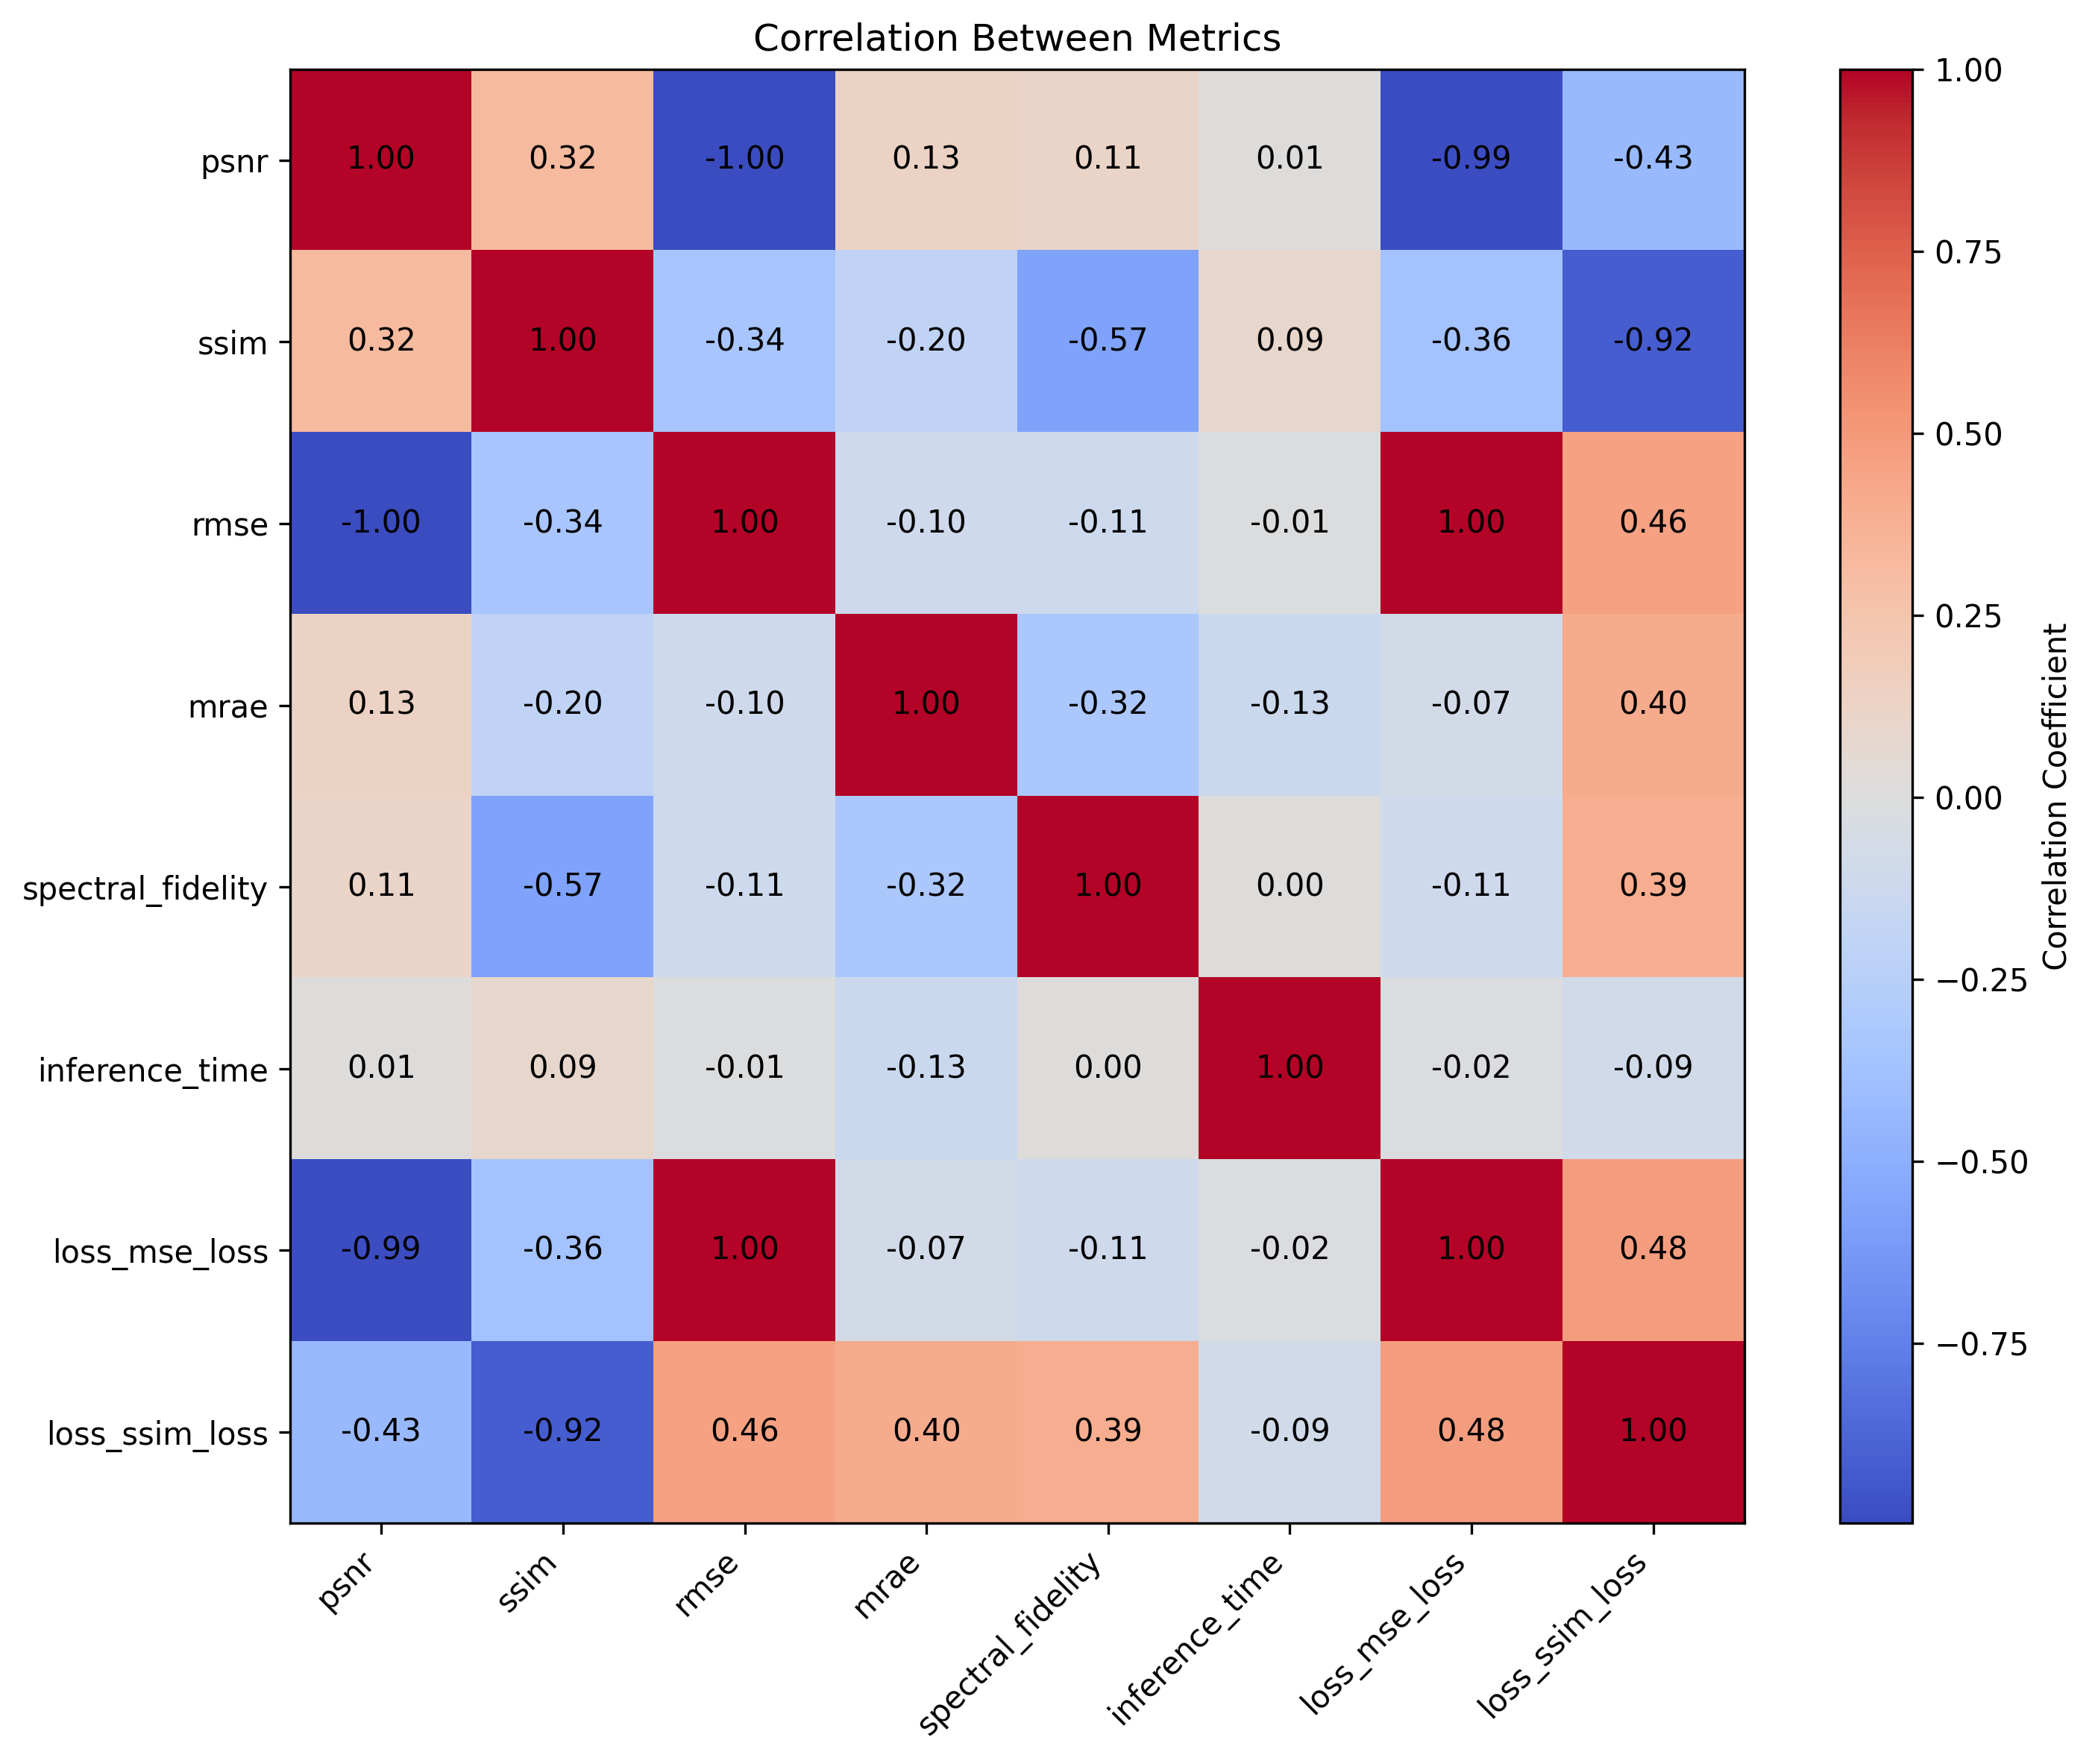 Correlation Between Metrics
psnr 1.00 0.32 -1.00 0.13 0.11 0.01 -0.99 -0.43
ssim 0.32 1.00 -0.34 -0.20 -0.57 0.09 -0.36 -0.92
rmse -1.00 -0.34 1.00 -0.10 -0.11 -0.01 1.00 0.46
mrae 0.13 -0.20 -0.10 1.00 -0.32 -0.13 -0.07 0.40
spectral_fidelity 0.11 -0.57 -0.11 -0.32 1.00 0.00 -0.11 0.39
inference_time 0.01 0.09 -0.01 -0.13 0.00 1.00 -0.02 -0.09
loss_mse_loss -0.99 -0.36 1.00 -0.07 -0.11 -0.02 1.00 0.48
loss_ssim_loss -0.43 -0.92 0.46 0.40 0.39 -0.09 0.48 1.00
psnr ssim rmse mrae spectral_fidelity inference_time loss_mse_loss loss_ssim_loss
1.00
0.75
0.50
0.25
0.00
−0.25
−0.50
−0.75
Correlation Coefficient